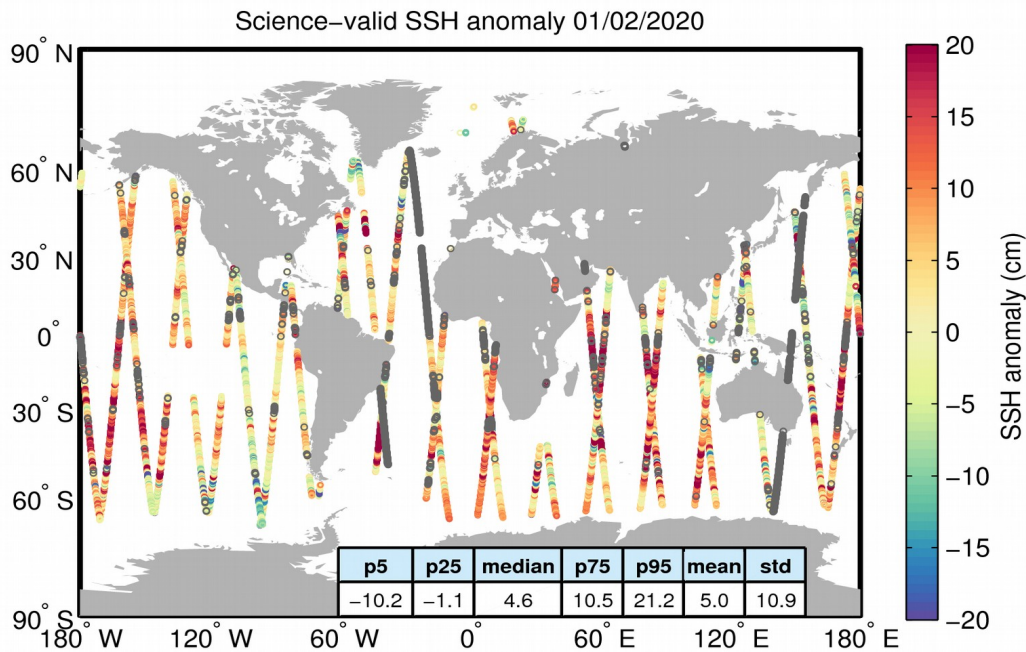 Science−valid SSH anomaly 01/02/2020
90° N
60° N
30° N
0°
30° S
60° S
90° S
180° W 120° W 60° W 0° 60° E 120° E 180° E
p5 p25 median p75 p95 mean std
−10.2 −1.1 4.6 10.5 21.2 5.0 10.9
20
15
10
5
0
−5
−10
−15
−20
SSH anomaly (cm)